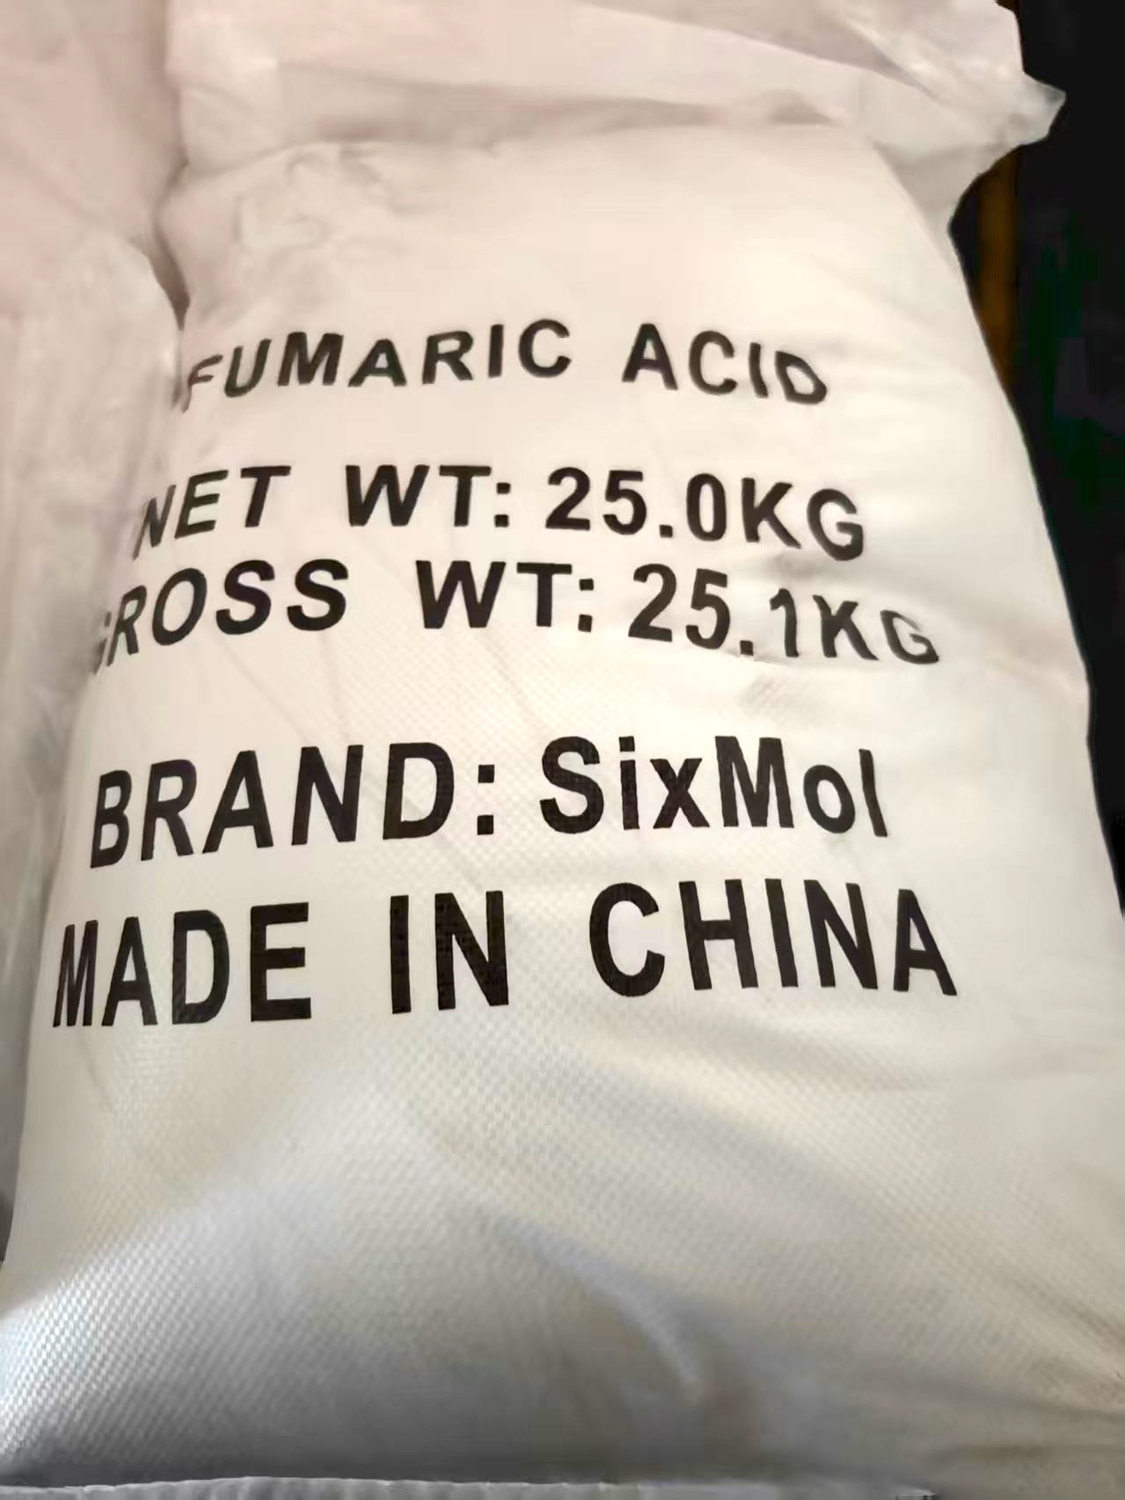 FUMARIC ACID
NET WT: 25.0KG
GROSS WT: 25.1KG
BRAND: SixMol
MADE IN CHINA